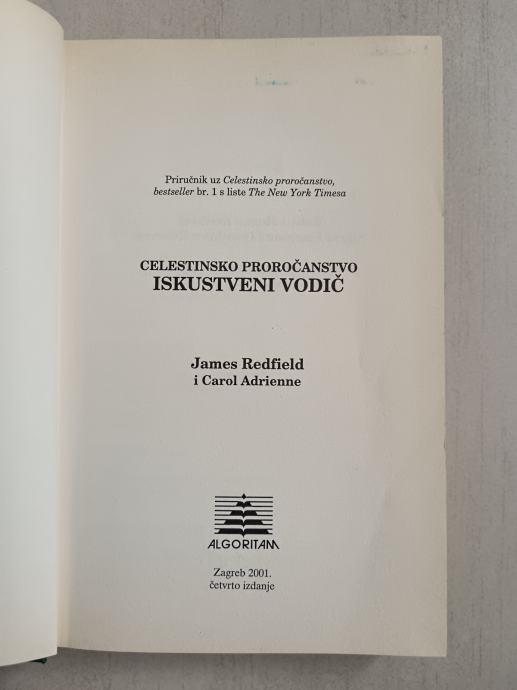 Priručnik uz Celestinsko proročanstvo,
bestseller br. 1 s liste The New York Timesa
CELESTINSKO PROROČANSTVO
ISKUSTVENI VODIČ
James Redfield
i Carol Adrienne
ALGORITAM
Zagreb 2001.
četvrto izdanje